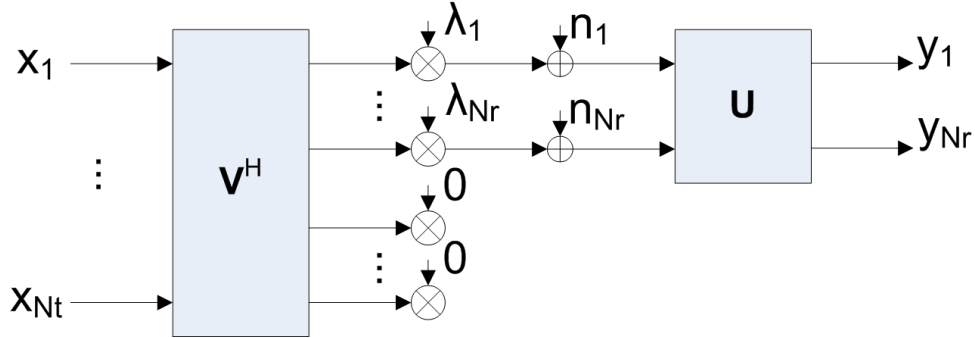 λ₁ n₁
x₁ y₁
⋮ λNr nNr U
⋮ Vᴴ yNr
0
⋮ 0
xNt